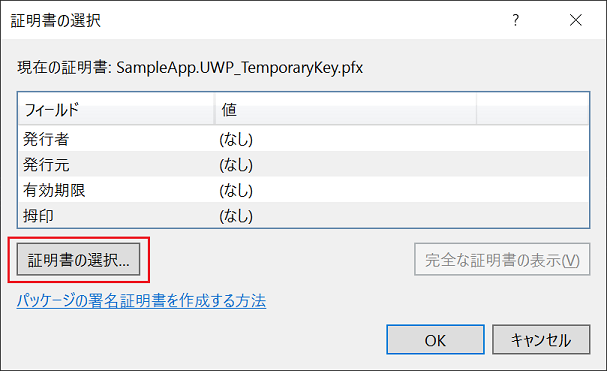 証明書の選択
現在の証明書: SampleApp.UWP_TemporaryKey.pfx
フィールド 値
発行者 (なし)
発行元 (なし)
有効期限 (なし)
拇印 (なし)
証明書の選択... 完全な証明書の表示(V)
パッケージの署名証明書を作成する方法
OK キャンセル